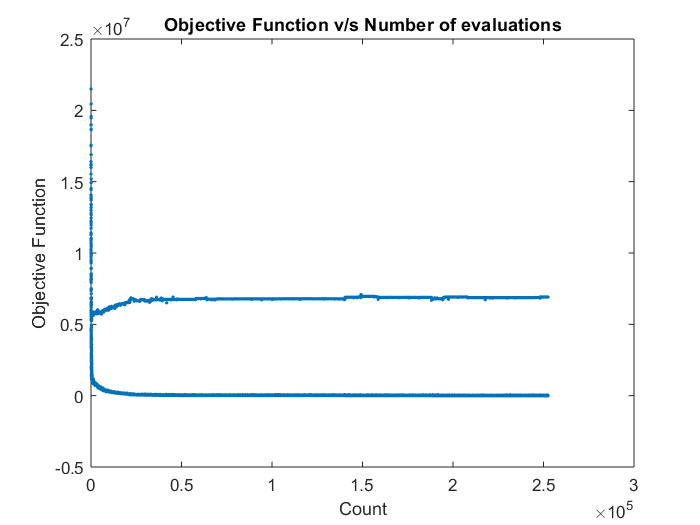 Objective Function v/s Number of evaluations
×10^7
2.5
2
1.5
1
0.5
0
-0.5
Objective Function
0 0.5 1 1.5 2 2.5 3
Count
×10^5